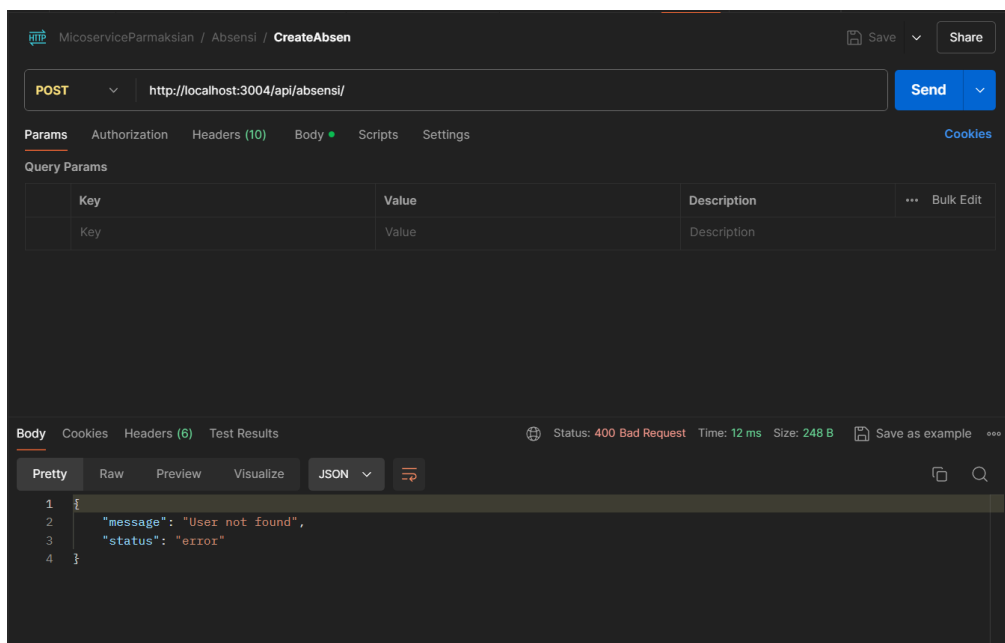 HTTP MicoserviceParmaksian / Absensi / CreateAbsen Save Share
POST http://localhost:3004/api/absensi/ Send
Params Authorization Headers (10) Body Scripts Settings Cookies
Query Params
Key Value Description ... Bulk Edit
Key Value Description
Body Cookies Headers (6) Test Results Status: 400 Bad Request Time: 12 ms Size: 248 B Save as example
Pretty Raw Preview Visualize JSON
1 {
2 "message": "User not found",
3 "status": "error"
4 }